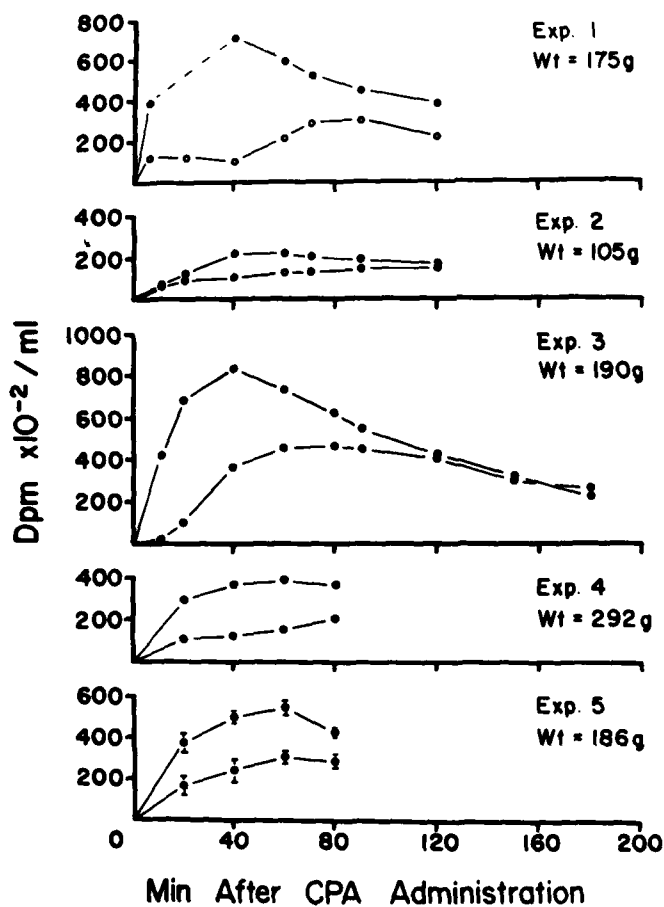 Exp. 1
Wt = 175g
800
600
400
200
Exp. 2
Wt = 105g
400
200
Exp. 3
Wt = 190g
1000
800
600
400
200
Exp. 4
Wt = 292g
400
200
Exp. 5
Wt = 186g
600
400
200
Dpm x10-2/ml
0 40 80 120 160 200
Min After CPA Administration